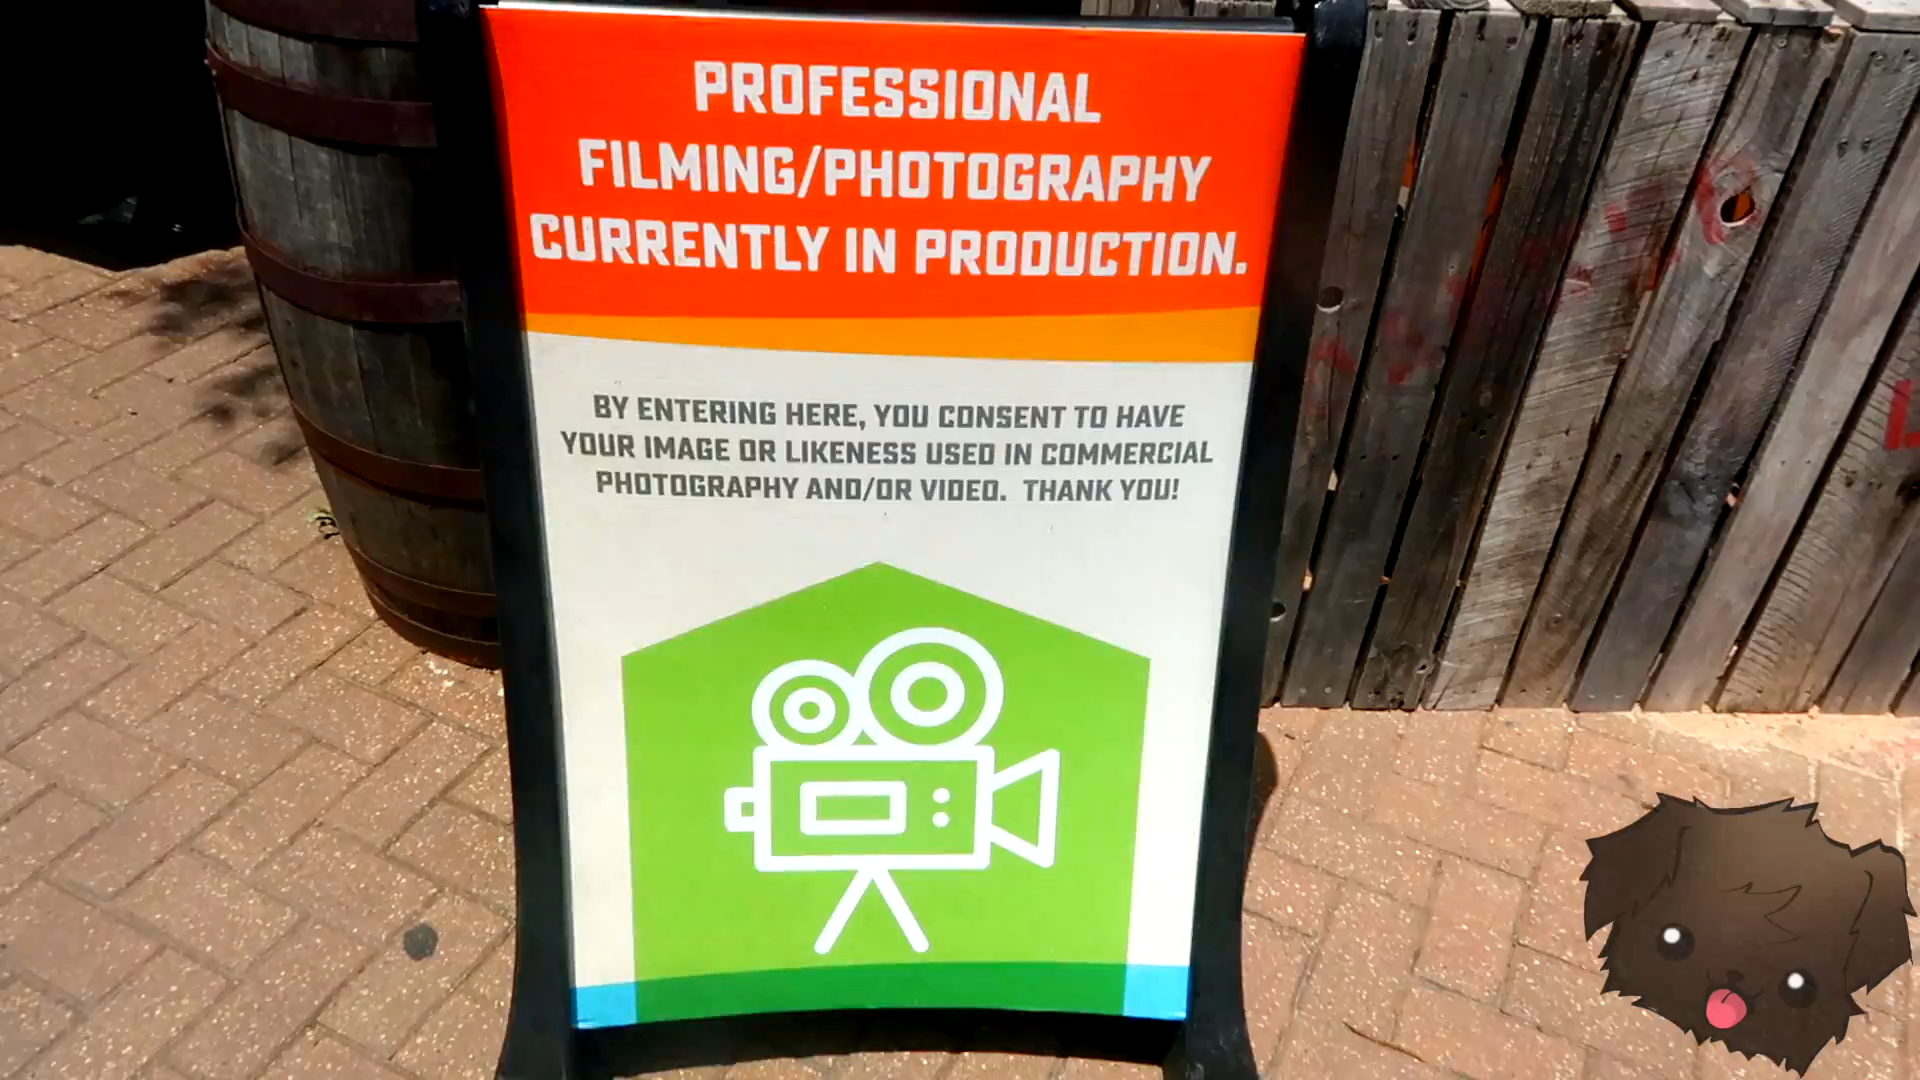 PROFESSIONAL
FILMING/PHOTOGRAPHY
CURRENTLY IN PRODUCTION.
BY ENTERING HERE, YOU CONSENT TO HAVE
YOUR IMAGE OR LIKENESS USED IN COMMERCIAL
PHOTOGRAPHY AND/OR VIDEO. THANK YOU!